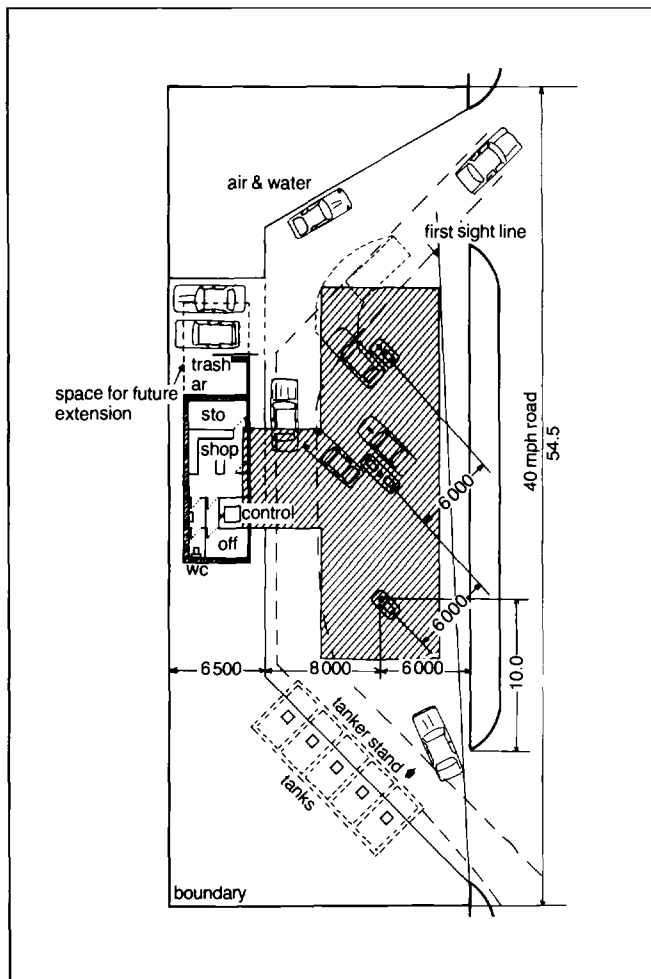 air & water
first sight line
trash
ar
space for future
extension
sto
shop
control
off
wc
40 mph road
54.5
6000
6000
6500
8000
6000
10.0
tanker stand
tanks
boundary